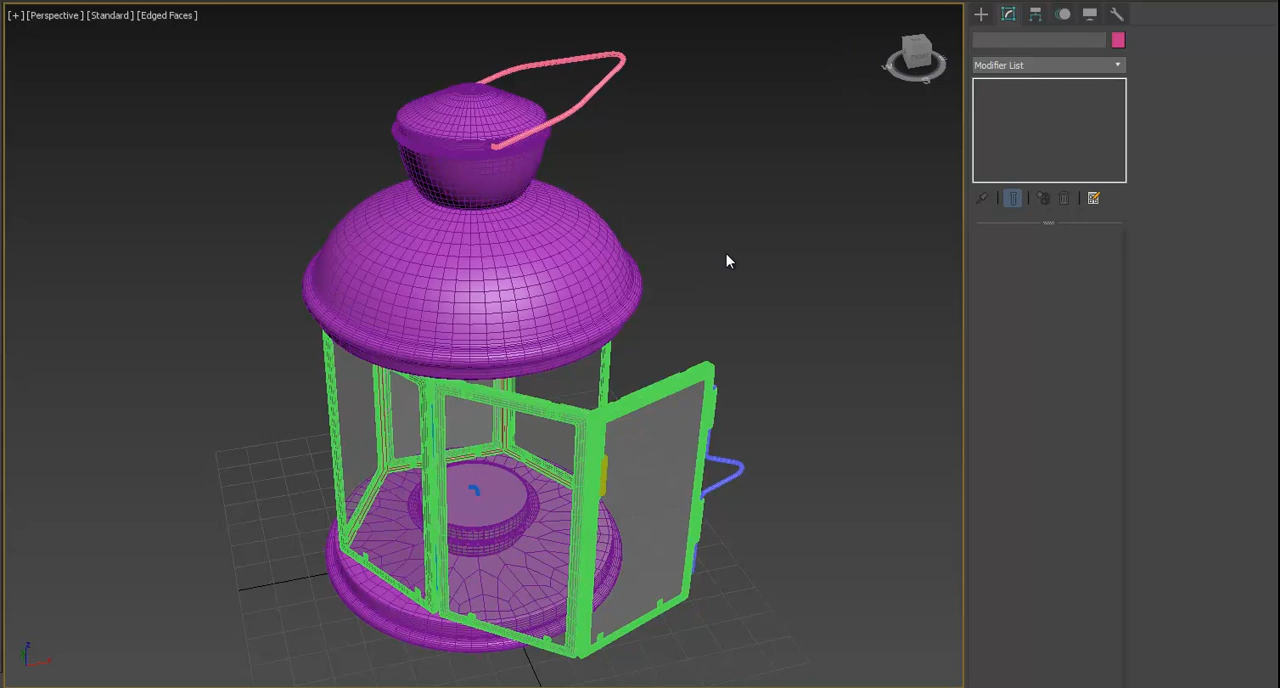 [+] [Perspective ] [Standard ] [Edged Faces ]
Modifier List